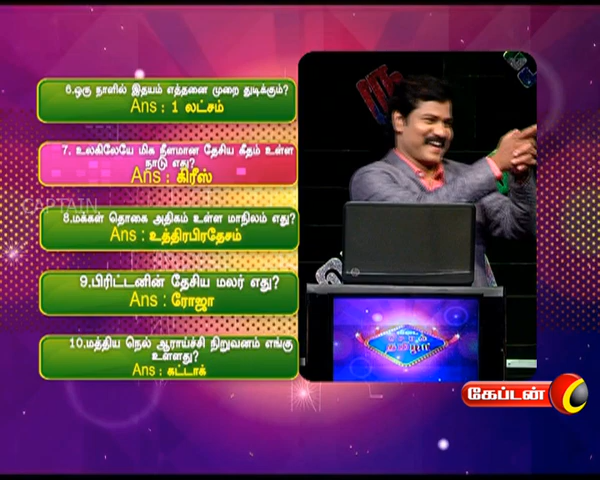 6.ஒரு நாளில் இதயம் எத்தனை முறை துடிக்கும்?
Ans : 1 லட்சம்
7. உலகிலேயே மிக நீளமான தேசிய கீதம் உள்ள
நாடு எது?
Ans : கிரீஸ்
CAPTAIN
8.மக்கள் தொகை அதிகம் உள்ள மாநிலம் எது?
Ans : உத்திரபிரதேசம்
9.பிரிட்டனின் தேசிய மலர் எது?
Ans : ரோஜா
10.மத்திய நெல் ஆராய்ச்சி நிறுவனம் எங்கு
உள்ளது?
Ans : கட்டாக்
கேப்டன்